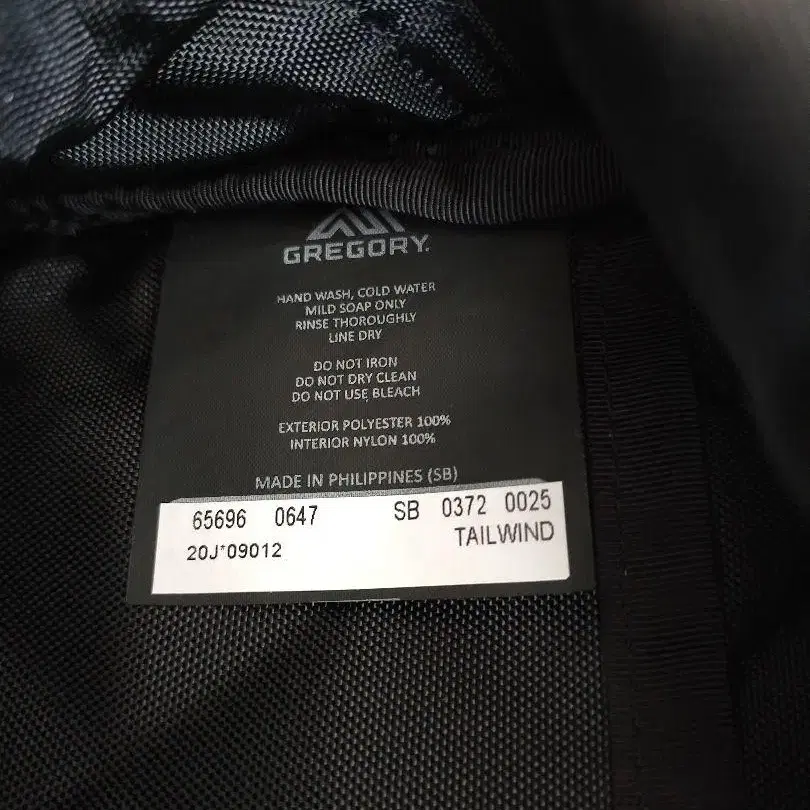 GREGORY.
HAND WASH, COLD WATER
MILD SOAP ONLY
RINSE THOROUGHLY
LINE DRY
DO NOT IRON
DO NOT DRY CLEAN
DO NOT USE BLEACH
EXTERIOR POLYESTER 100%
INTERIOR NYLON 100%
MADE IN PHILIPPINES (SB)
65696 0647 SB 0372 0025
20J*09012 TAILWIND